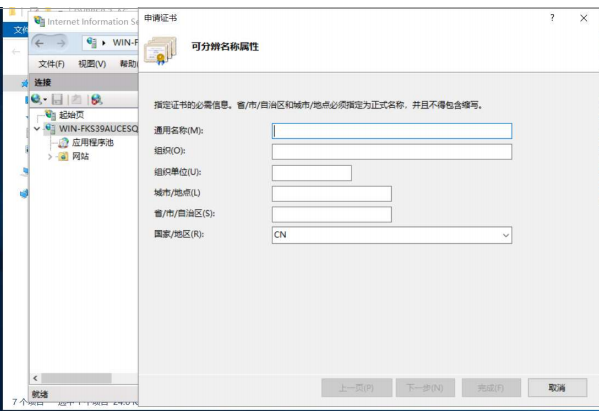 Internet Information Se
申请证书
? ×
文件
WIN-F
可分辨名称属性
文件(F) 视图(V) 帮助
连接
起始页
WIN-FKS39AUCESQ
应用程序池
网站
指定证书的必需信息。省/市/自治区和城市/地点必须指定为正式名称，并且不得包含缩写。
通用名称(M):
组织(O):
组织单位(U):
城市/地点(L)
省/市/自治区(S):
国家/地区(R):
CN
上一页(P) 下一步(N) 完成(F) 取消
就绪
7 个项目